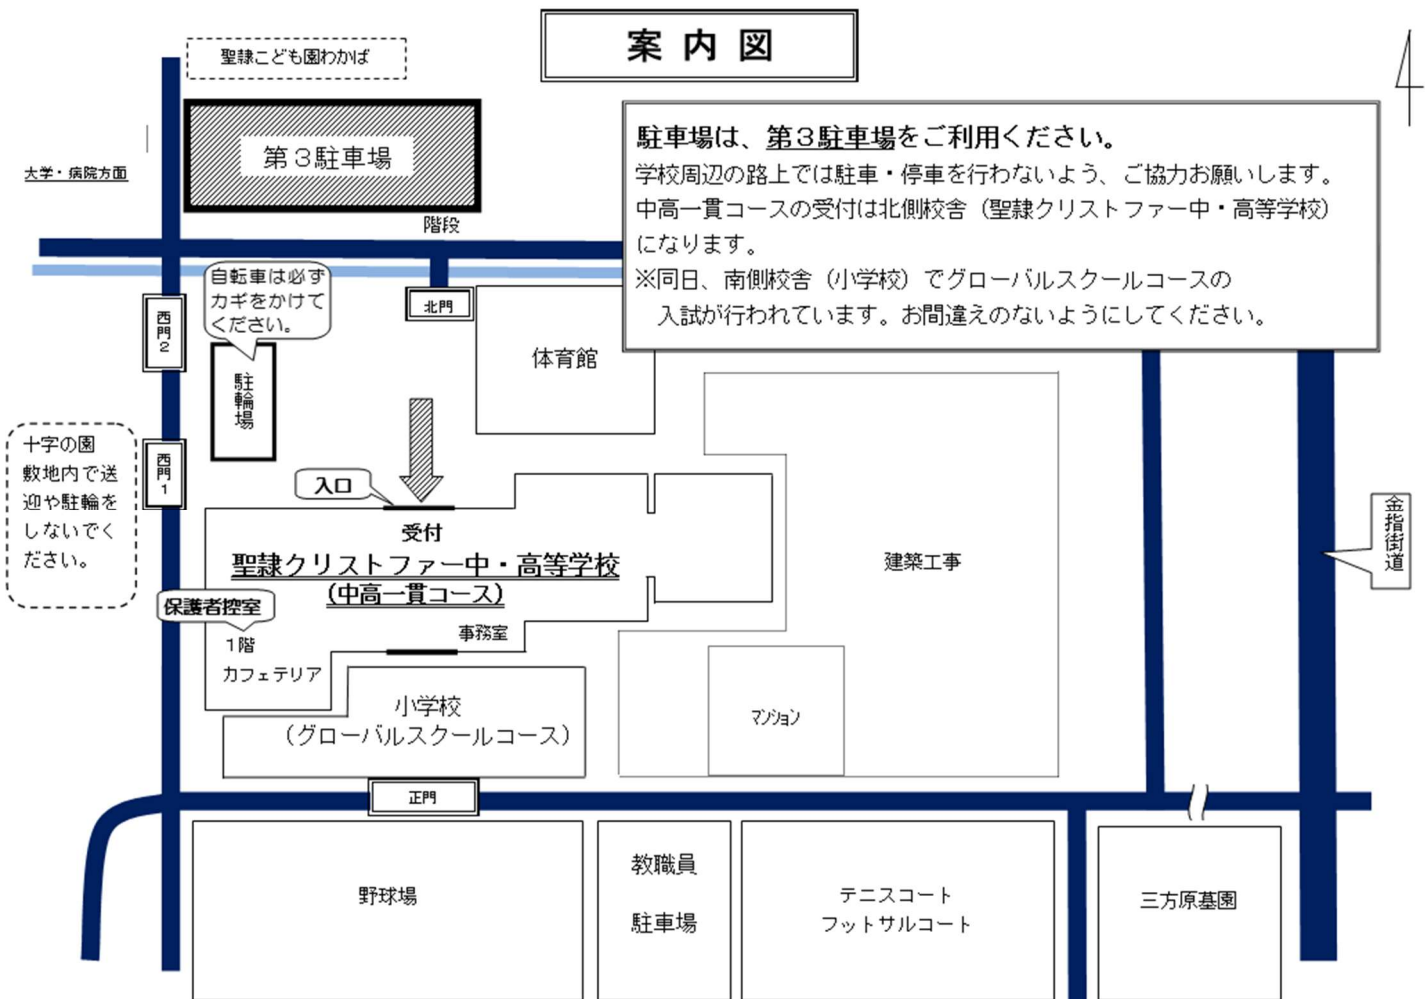 案内図
聖隷こども園わかば
第3駐車場
大学・病院方面
階段
駐車場は、第3駐車場をご利用ください。
学校周辺の路上では駐車・停車を行わないよう、ご協力お願いします。
中高一貫コースの受付は北側校舎（聖隷クリストファー中・高等学校）
になります。
※同日、南側校舎（小学校）でグローバルスクールコースの
入試が行われています。お間違えのないようにしてください。
自転車は必ず
カギをかけて
ください。
北門
西門2
駐輪場
体育館
西門1
十字の園
敷地内で送
迎や駐輪を
しないでく
ださい。
入口
受付
聖隷クリストファー中・高等学校
（中高一貫コース）
保護者控室
1階
カフェテリア
事務室
建築工事
金指街道
小学校
（グローバルスクールコース）
マンション
正門
野球場
教職員
駐車場
テニスコート
フットサルコート
三方原墓園